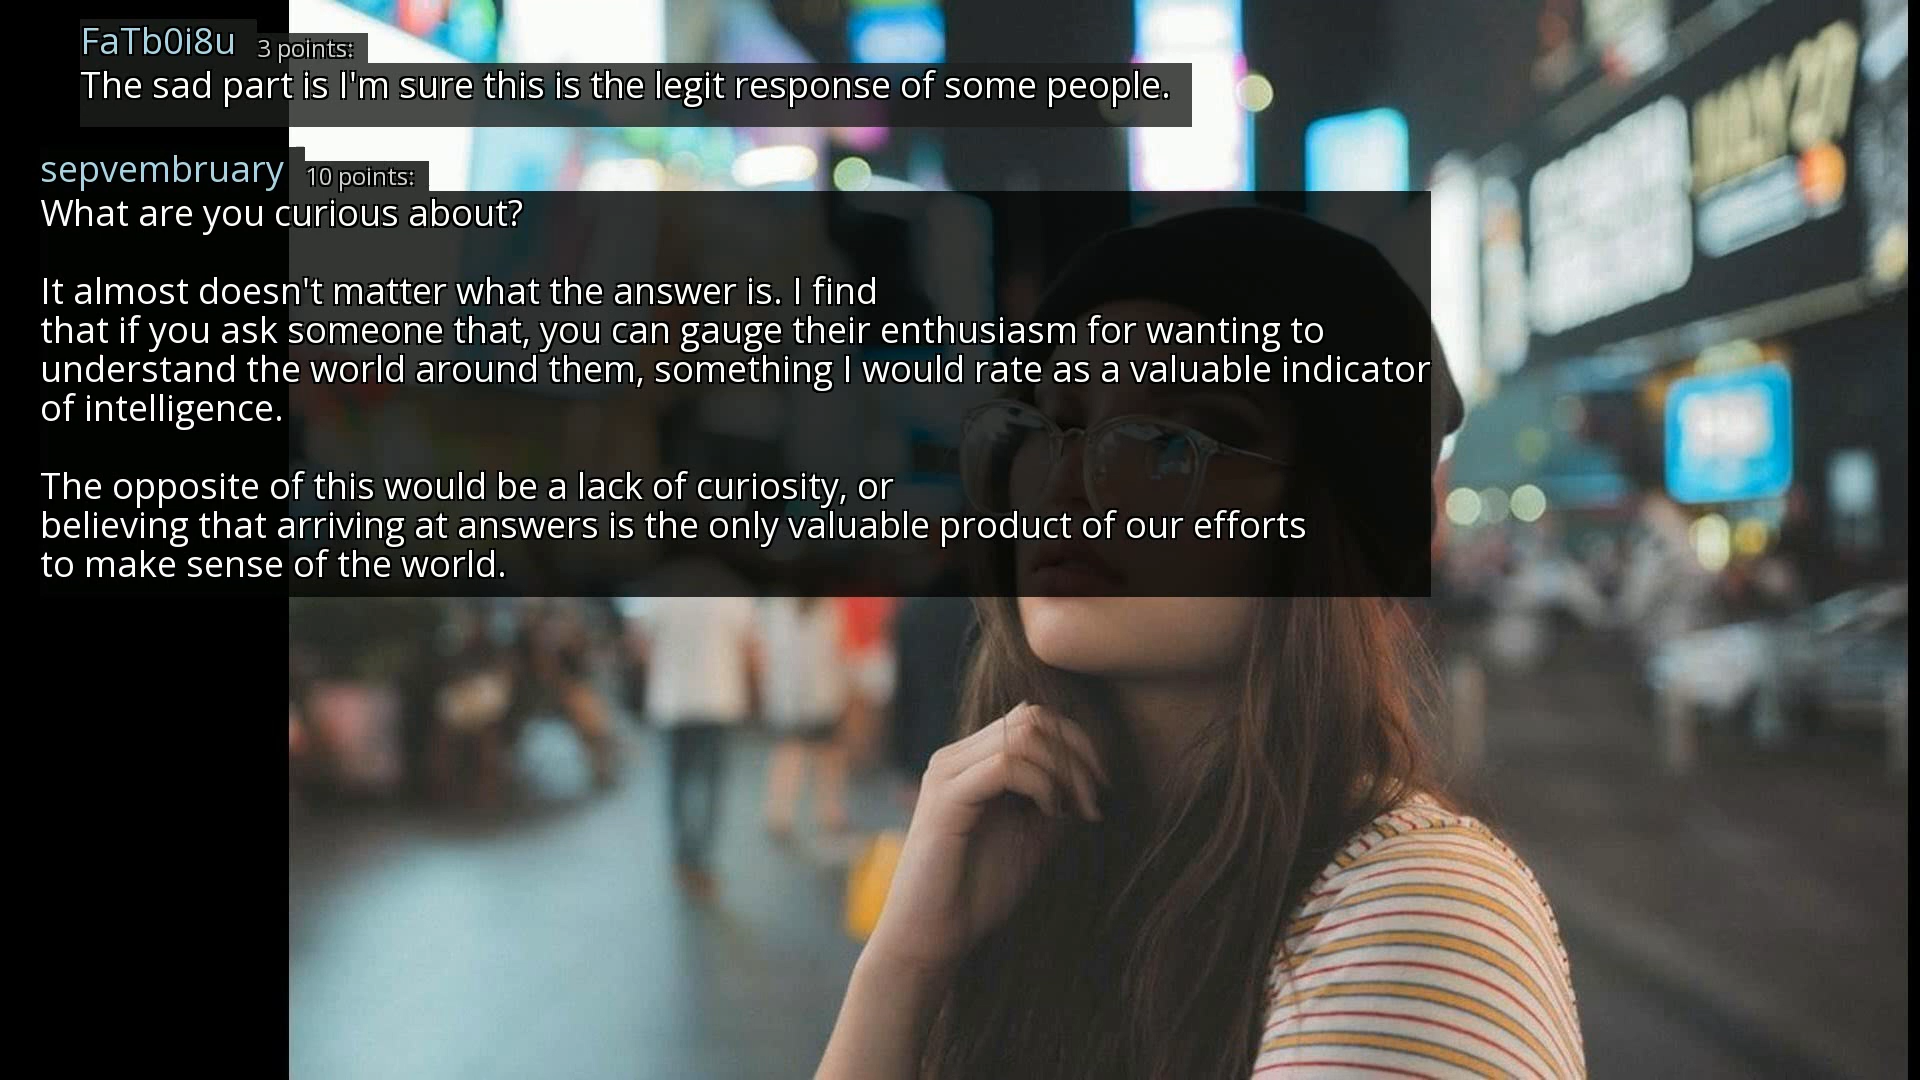 FaTb0i8u 3 points:
The sad part is I'm sure this is the legit response of some people.
sepvembruary 10 points:
What are you curious about?
It almost doesn't matter what the answer is. I find
that if you ask someone that, you can gauge their enthusiasm for wanting to
understand the world around them, something I would rate as a valuable indicator
of intelligence.
The opposite of this would be a lack of curiosity, or
believing that arriving at answers is the only valuable product of our efforts
to make sense of the world.